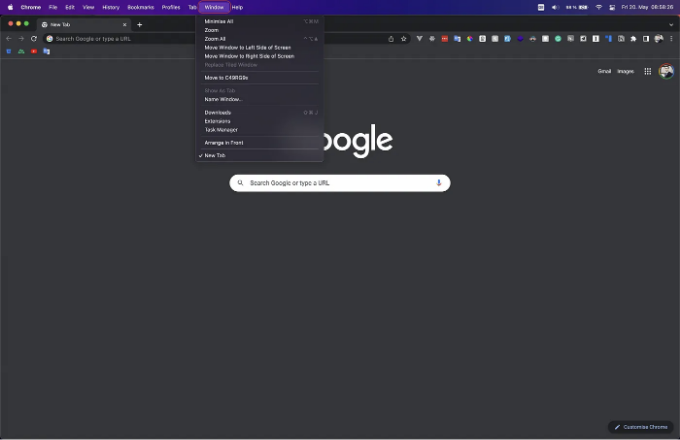 Chrome File Edit View History Bookmarks Profiles Tab Window Help
Fri 20. May 08:58:26
New Tab
Search Google or type a URL
Minimise All
Zoom
Zoom All
Move Window to Left Side of Screen
Move Window to Right Side of Screen
Replace Tiled Window
Move to C49RG9x
Show As Tab
Name Window...
Downloads
Extensions
Task Manager
Arrange in Front
New Tab
Gmail Images
oogle
Search Google or type a URL
Customise Chrome